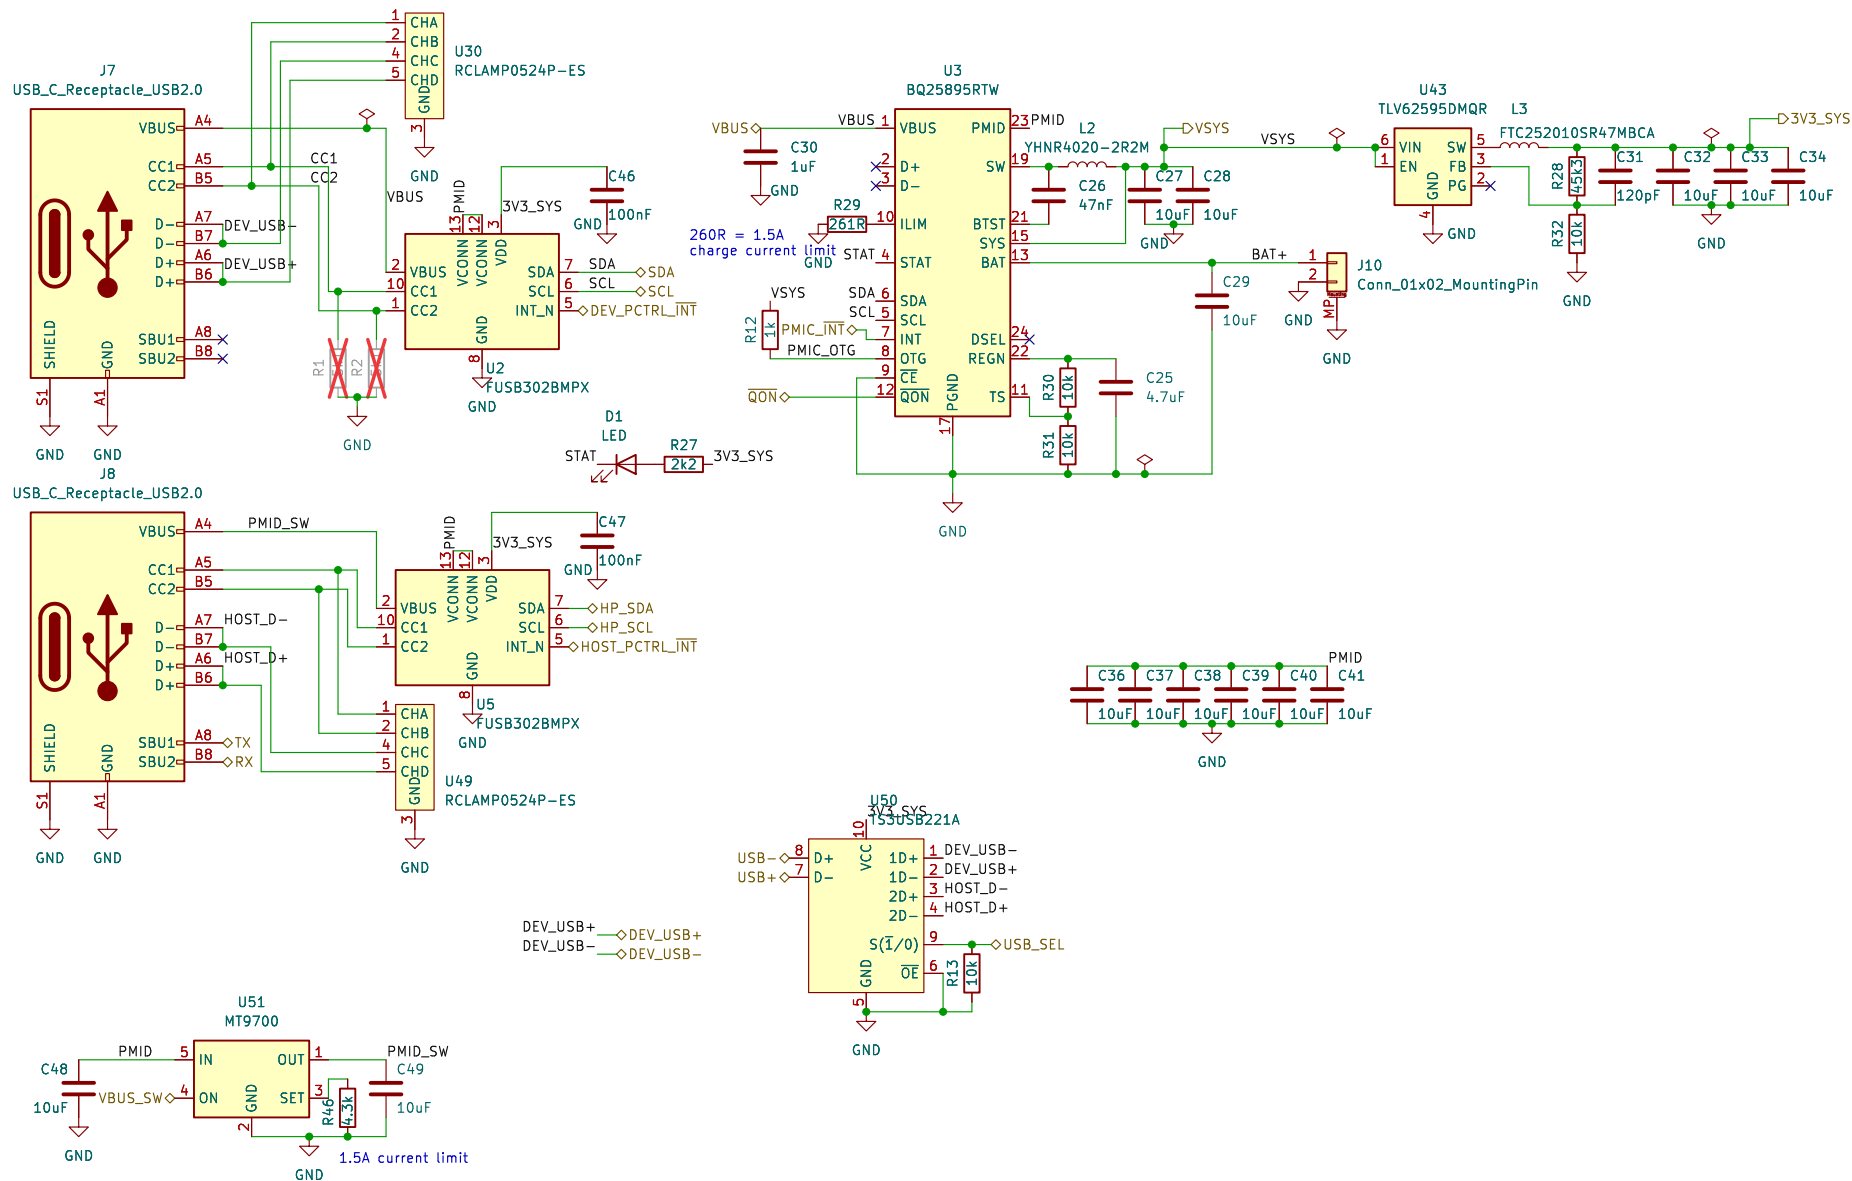 J7
USB_C_Receptacle_USB2.0
VBUS A4
CC1 A5
CC2 B5
D- A7
D- B7
D+ A6
D+ B6
SBU1 A8
SBU2 B8
SHIELD
GND
S1
A1
GND
GND
CC1
CC2
DEV_USB-
DEV_USB+
VBUS
1 CHA
2 CHB
4 CHC
5 CHD
GND
3
GND
U30
RCLAMP0524P-ES
R1
R2
GND
PMID
13
12
3
3V3_SYS
VCONN
VCONN
VDD
2 VBUS
10 CC1
1 CC2
SDA 7
SCL 6
INT_N 5
GND
8
U2
FUSB302BMPX
GND
C46
100nF
GND
SDA
SCL
SDA
SCL
DEV_PCTRL_INT
D1
LED
STAT
R27
2k2
3V3_SYS
J8
USB_C_Receptacle_USB2.0
VBUS A4
CC1 A5
CC2 B5
D- A7
D- B7
D+ A6
D+ B6
SBU1 A8
SBU2 B8
SHIELD
GND
S1
A1
GND
GND
PMID_SW
HOST_D-
HOST_D+
TX
RX
PMID
13
12
3
3V3_SYS
VCONN
VCONN
VDD
2 VBUS
10 CC1
1 CC2
SDA 7
SCL 6
INT_N 5
GND
8
U5
FUSB302BMPX
GND
C47
100nF
GND
HP_SDA
HP_SCL
HOST_PCTRL_INT
1 CHA
2 CHB
4 CHC
5 CHD
GND
3
GND
U49
RCLAMP0524P-ES
U3
BQ25895RTW
VBUS
VBUS
C30
1uF
GND
R29
261R
260R = 1.5A
charge current limit
GND
STAT
VSYS
R12
1k
SDA
SCL
PMIC_INT
PMIC_OTG
QON
1 VBUS
2 D+
3 D-
10 ILIM
4 STAT
6 SDA
5 SCL
7 INT
8 OTG
9 CE
12 QON
PMID 23
SW 19
BTST 21
SYS 15
BAT 13
DSEL 24
REGN 22
TS 11
PGND
17
GND
PMID
L2
YHNR4020-2R2M
C26
47nF
C27
10uF
C28
10uF
GND
VSYS
VSYS
BAT+
C29
10uF
R30
10k
R31
10k
C25
4.7uF
1
2
MP
J10
Conn_01x02_MountingPin
GND
GND
U43
TLV62595DMQR
6 VIN
1 EN
SW 5
FB 3
PG 2
GND
4
GND
L3
FTC252010SR47MBCA
R28
45k3
R32
10k
GND
C31
120pF
C32
10uF
C33
10uF
C34
10uF
GND
3V3_SYS
PMID
C36
10uF
C37
10uF
C38
10uF
C39
10uF
C40
10uF
C41
10uF
GND
U50
3V3_SYS
TS3USB221A
10
VCC
USB-
USB+
8 D+
7 D-
1D+ 1
1D- 2
2D+ 3
2D- 4
S(1/0) 9
OE 6
GND
5
GND
DEV_USB-
DEV_USB+
HOST_D-
HOST_D+
USB_SEL
R13
10k
DEV_USB+
DEV_USB-
DEV_USB+
DEV_USB-
U51
MT9700
PMID
C48
10uF
GND
VBUS_SW
5 IN
4 ON
OUT 1
SET 3
GND
2
PMID_SW
C49
10uF
R46
4.3k
GND
1.5A current limit